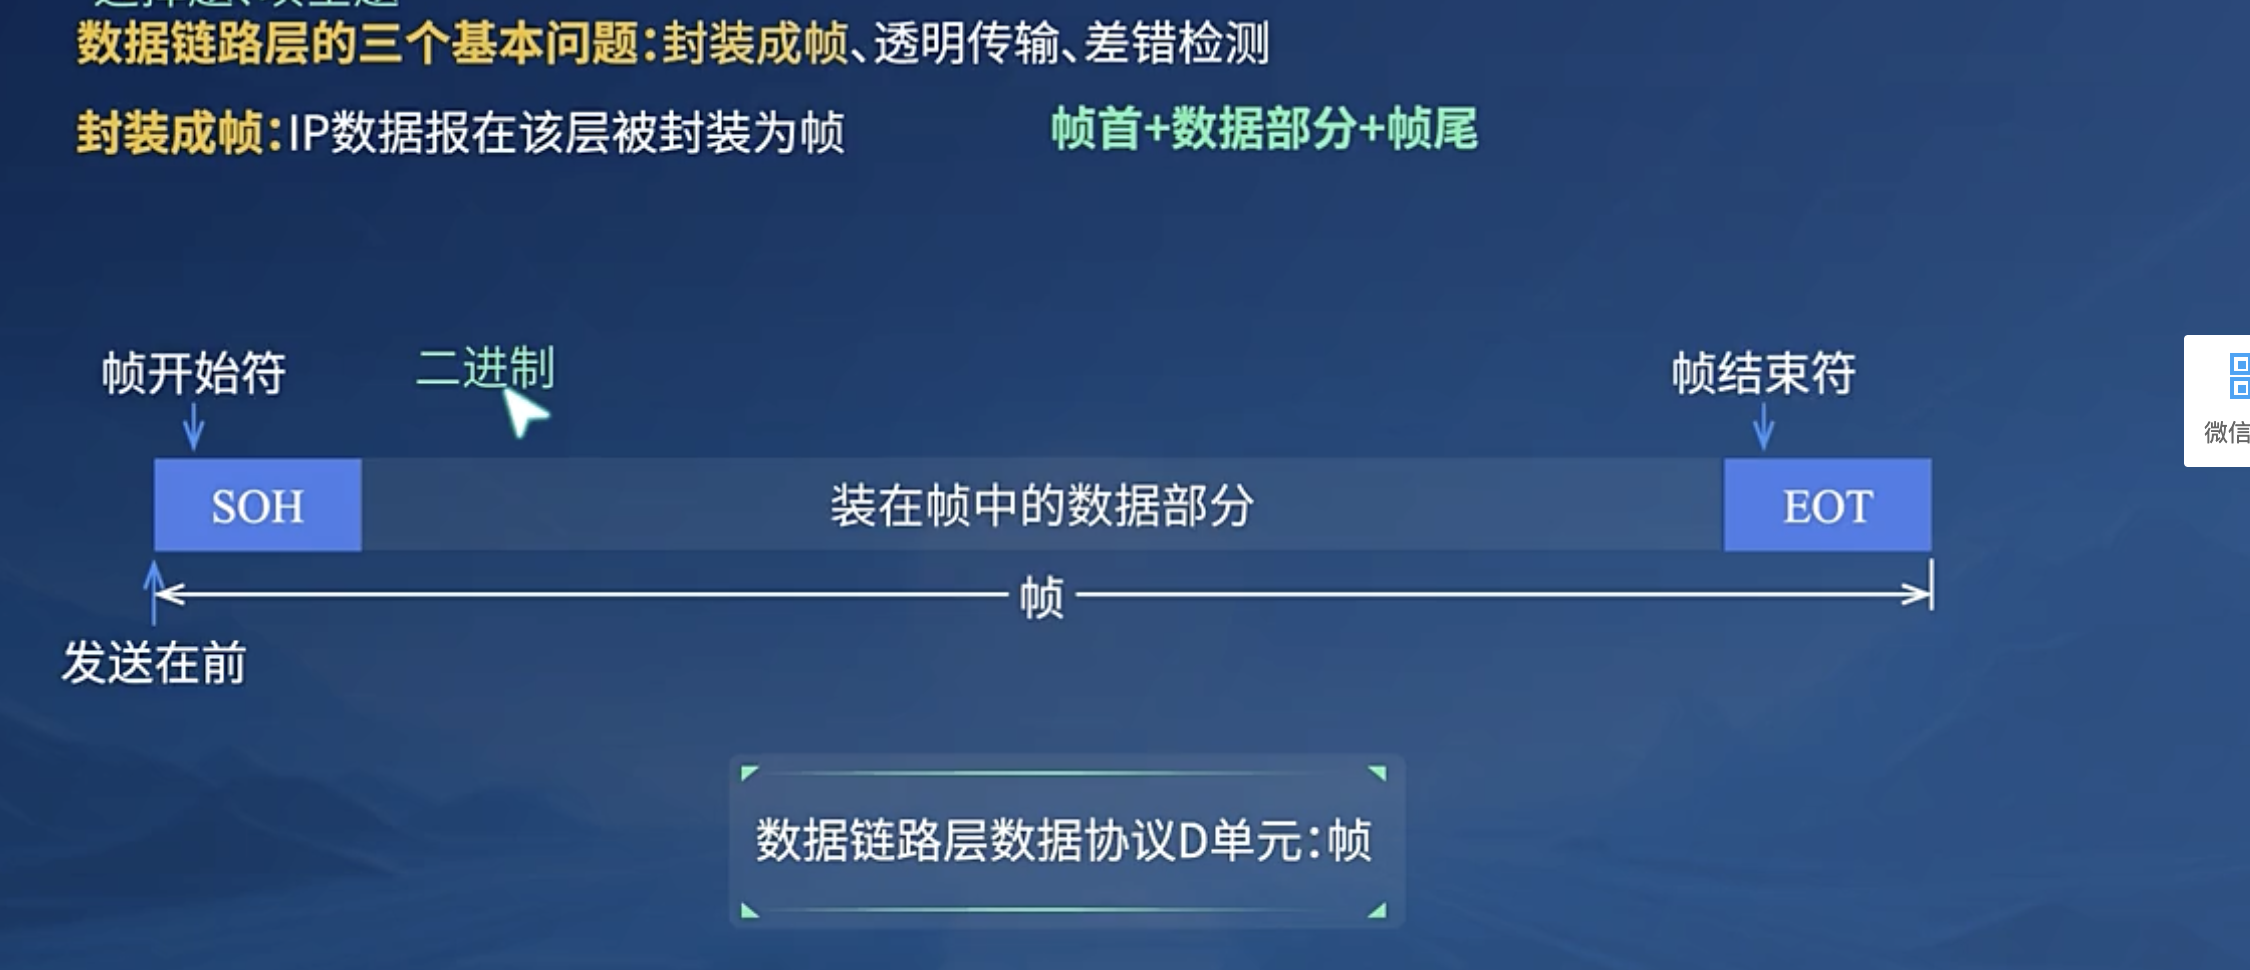 数据链路层的三个基本问题：封装成帧、透明传输、差错检测
封装成帧：IP数据报在该层被封装为帧
帧首+数据部分+帧尾
帧开始符
二进制
帧结束符
SOH
装在帧中的数据部分
EOT
帧
发送在前
数据链路层数据协议D单元：帧
微信